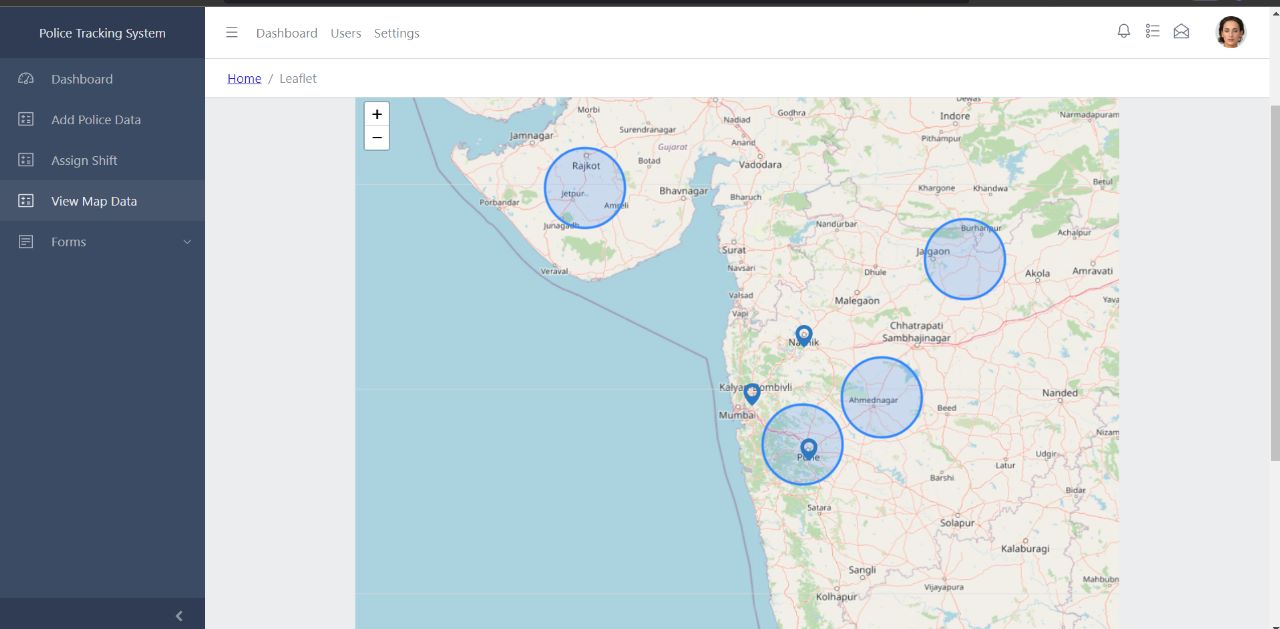 Police Tracking System
Dashboard
Add Police Data
Assign Shift
View Map Data
Forms
Dashboard Users Settings
Home / Leaflet
+
−
Morbi
Godhra
Dewas
Nadiad
Indore
Narmadapuram
Jamnagar
Surendranagar
Pithampur
Anand
Gujarat
Rajkot
Botad
Vadodara
Betul
Jetpur
Bhavnagar
Khargone
Khandwa
Porbandar
Amreli
Bharuch
Junagadh
Nandurbar
Burhanpur
Achalpur
Surat
Jalgaon
Veraval
Navsari
Dhule
Akola
Amravati
Valsad
Malegaon
Yava
Vapi
Chhatrapati
Sambhajinagar
Nashik
Kalyan-Dombivli
Nanded
Ahmednagar
Beed
Mumbai
Nizam
Pune
Udgir
Latur
Barshi
Bidar
Satara
Solapur
Kalaburagi
Sangli
Mahbubn
Vijayapura
Kolhapur